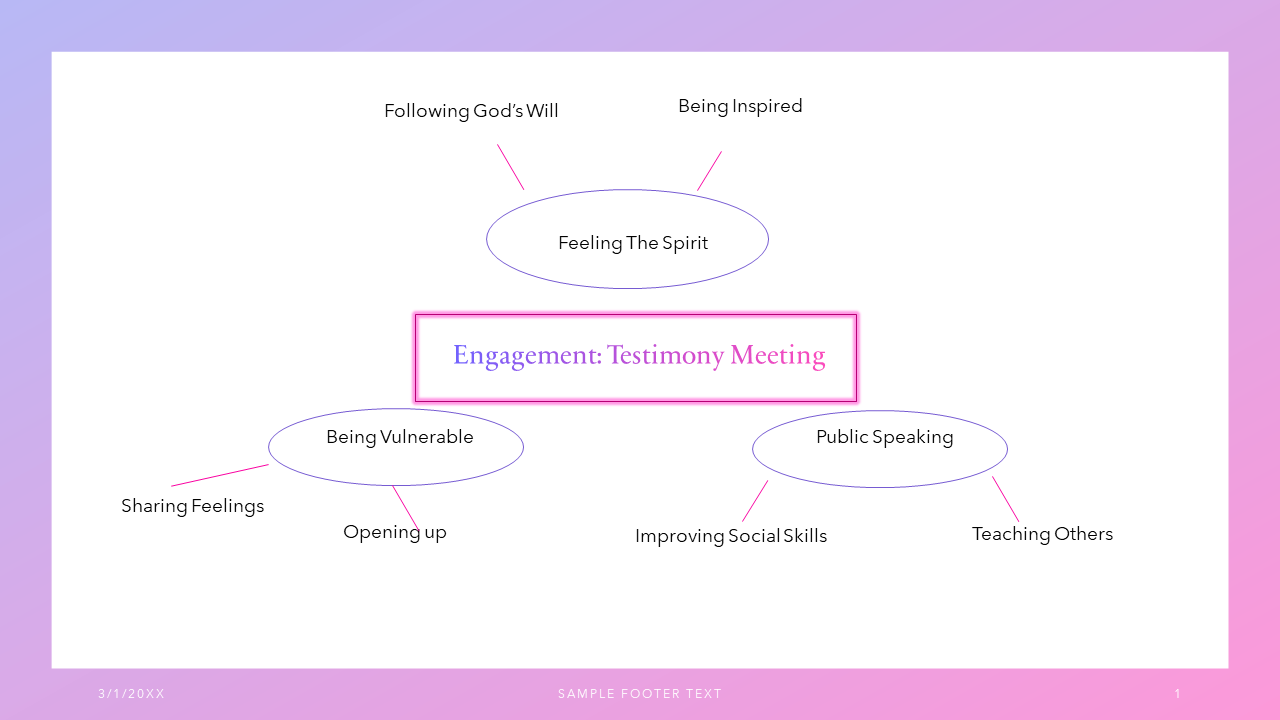 Following God’s Will
Being Inspired
Feeling The Spirit
Engagement: Testimony Meeting
Being Vulnerable
Public Speaking
Sharing Feelings
Opening up
Improving Social Skills
Teaching Others
3/1/20XX
SAMPLE FOOTER TEXT
1